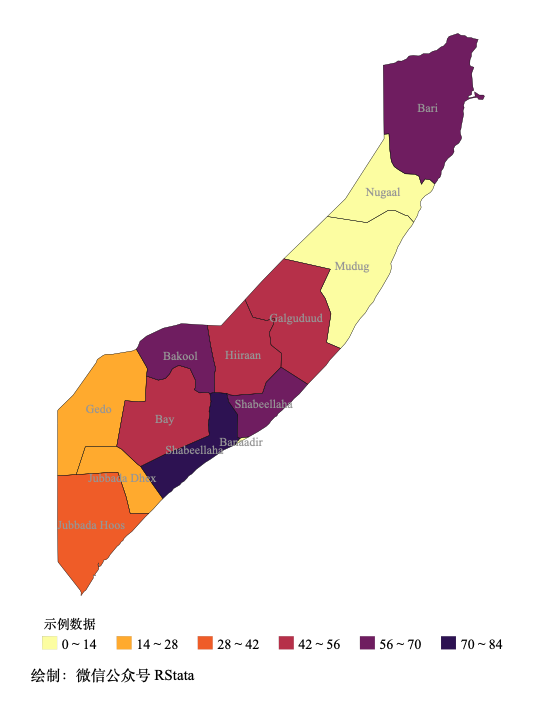 Bari
Nugaal
Mudug
Galguduud
Hiiraan
Bakool
Shabeellaha
Gedo
Bay
Banaadir
Shabeellaha
Jubbada Dhex
Jubbada Hoos
示例数据
0 ~ 14 14 ~ 28 28 ~ 42 42 ~ 56 56 ~ 70 70 ~ 84
绘制：微信公众号 RStata